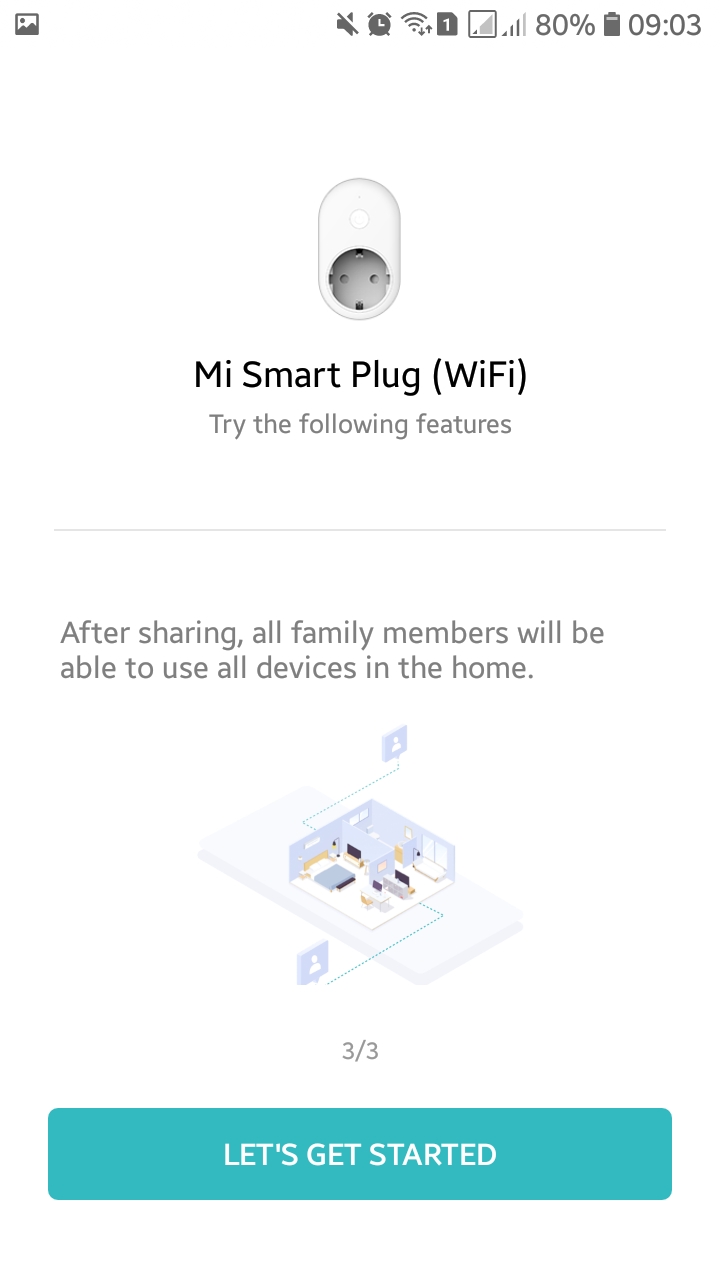 1 80% 09:03
Mi Smart Plug (WiFi)
Try the following features
After sharing, all family members will be
able to use all devices in the home.
3/3
LET'S GET STARTED